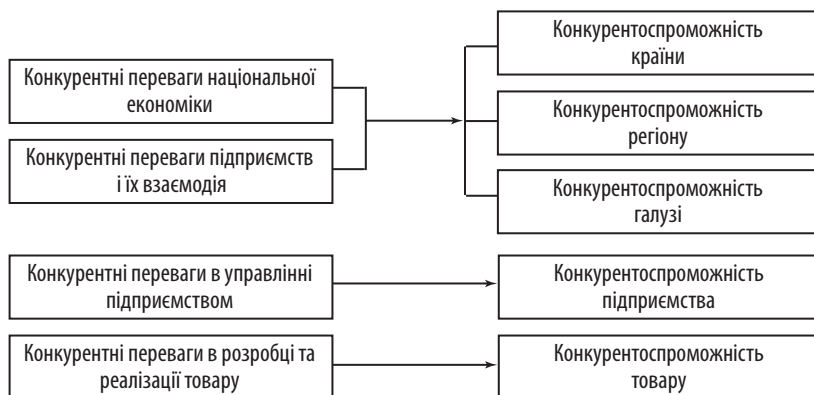 Конкурентоспроможність
країни
Конкурентні переваги національної
економіки
Конкурентоспроможність
регіону
Конкурентні переваги підприємств
і їх взаємодія
Конкурентоспроможність
галузі
Конкурентні переваги в управлінні
підприємством
Конкурентоспроможність
підприємства
Конкурентні переваги в розробці та
реалізації товару
Конкурентоспроможність
товару